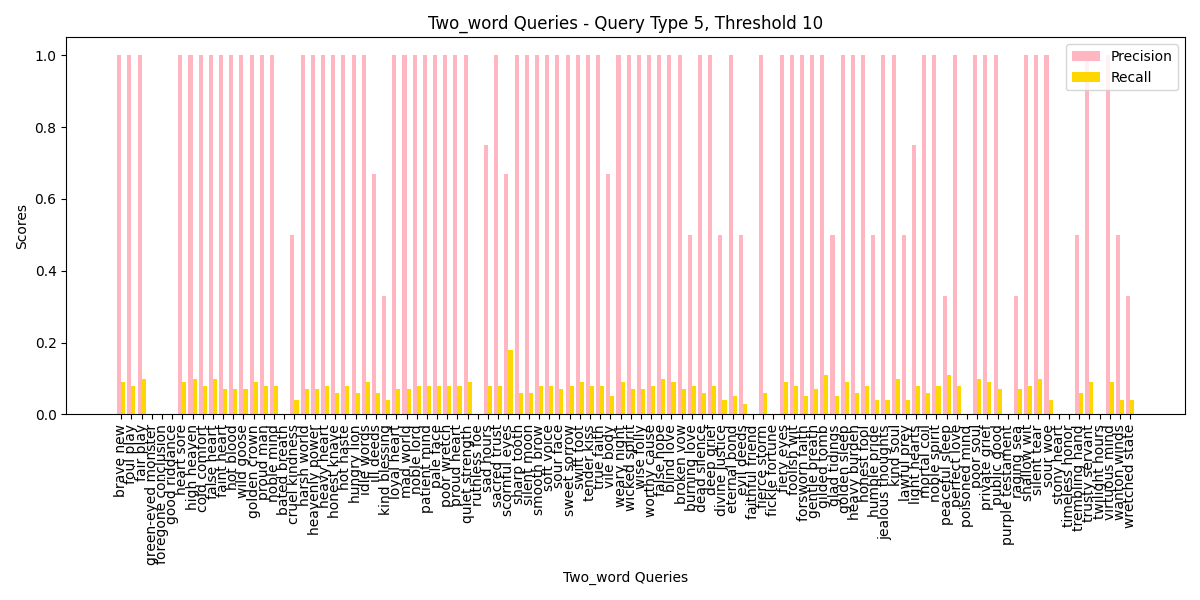 Two_word Queries - Query Type 5, Threshold 10
Precision
Recall
Scores
1.0
0.8
0.6
0.4
0.2
0.0
brave new
foul play
fair play
green-eyed monster
foregone conclusion
good riddance
heart sore
high heaven
cold comfort
false heart
faint heart
hot blood
wild goose
golden crown
proud man
noble mind
bated breath
cruel kindness
harsh world
heavenly power
heavy heart
honest knave
hot haste
hungry lion
idle words
ill deeds
kind blessing
loyal heart
mad world
noble lord
patient mind
pale face
poor wretch
proud heart
quiet strength
ruthless foe
sad hours
sacred trust
scornful eyes
sharp tooth
silent moon
smooth brow
soft voice
sour face
sweet sorrow
swift foot
tender kiss
true faith
vile body
weary night
wicked spirit
wise folly
worthy cause
hope
blind love
broken vow
burning love
dead silence
deep grief
divine justice
eternal bond
evil deeds
faithful friend
fierce storm
fickle fortune
fiery eyes
foolish wit
forsworn faith
gentle breath
gilded tomb
glad tidings
golden sleep
heavy burden
honest fool
humble pride
jealous thoughts
kind soul
lawful prey
light hearts
mortal coil
noble spirit
peaceful sleep
perfect love
poisoned wine
poor soul
private grief
public good
purple testament
raging sea
shallow wit
silent tear
sour woe
stony heart
timeless honor
trembling hand
trusty servant
twilight hours
virtuous mind
wanton wind
wretched state
Two_word Queries